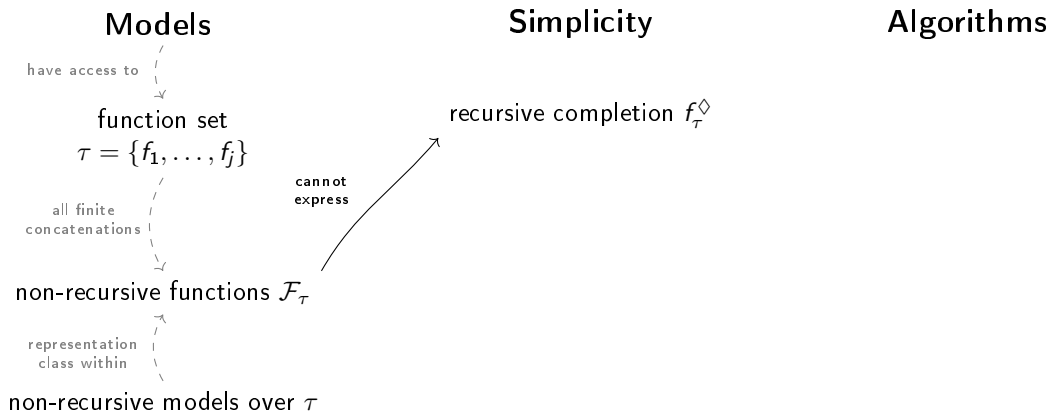 Models
Simplicity
Algorithms
have access to
function set
τ = {f₁, . . . , fⱼ}
recursive completion f_τ^◊
cannot
express
all finite
concatenations
non-recursive functions ℱ_τ
representation
class within
non-recursive models over τ